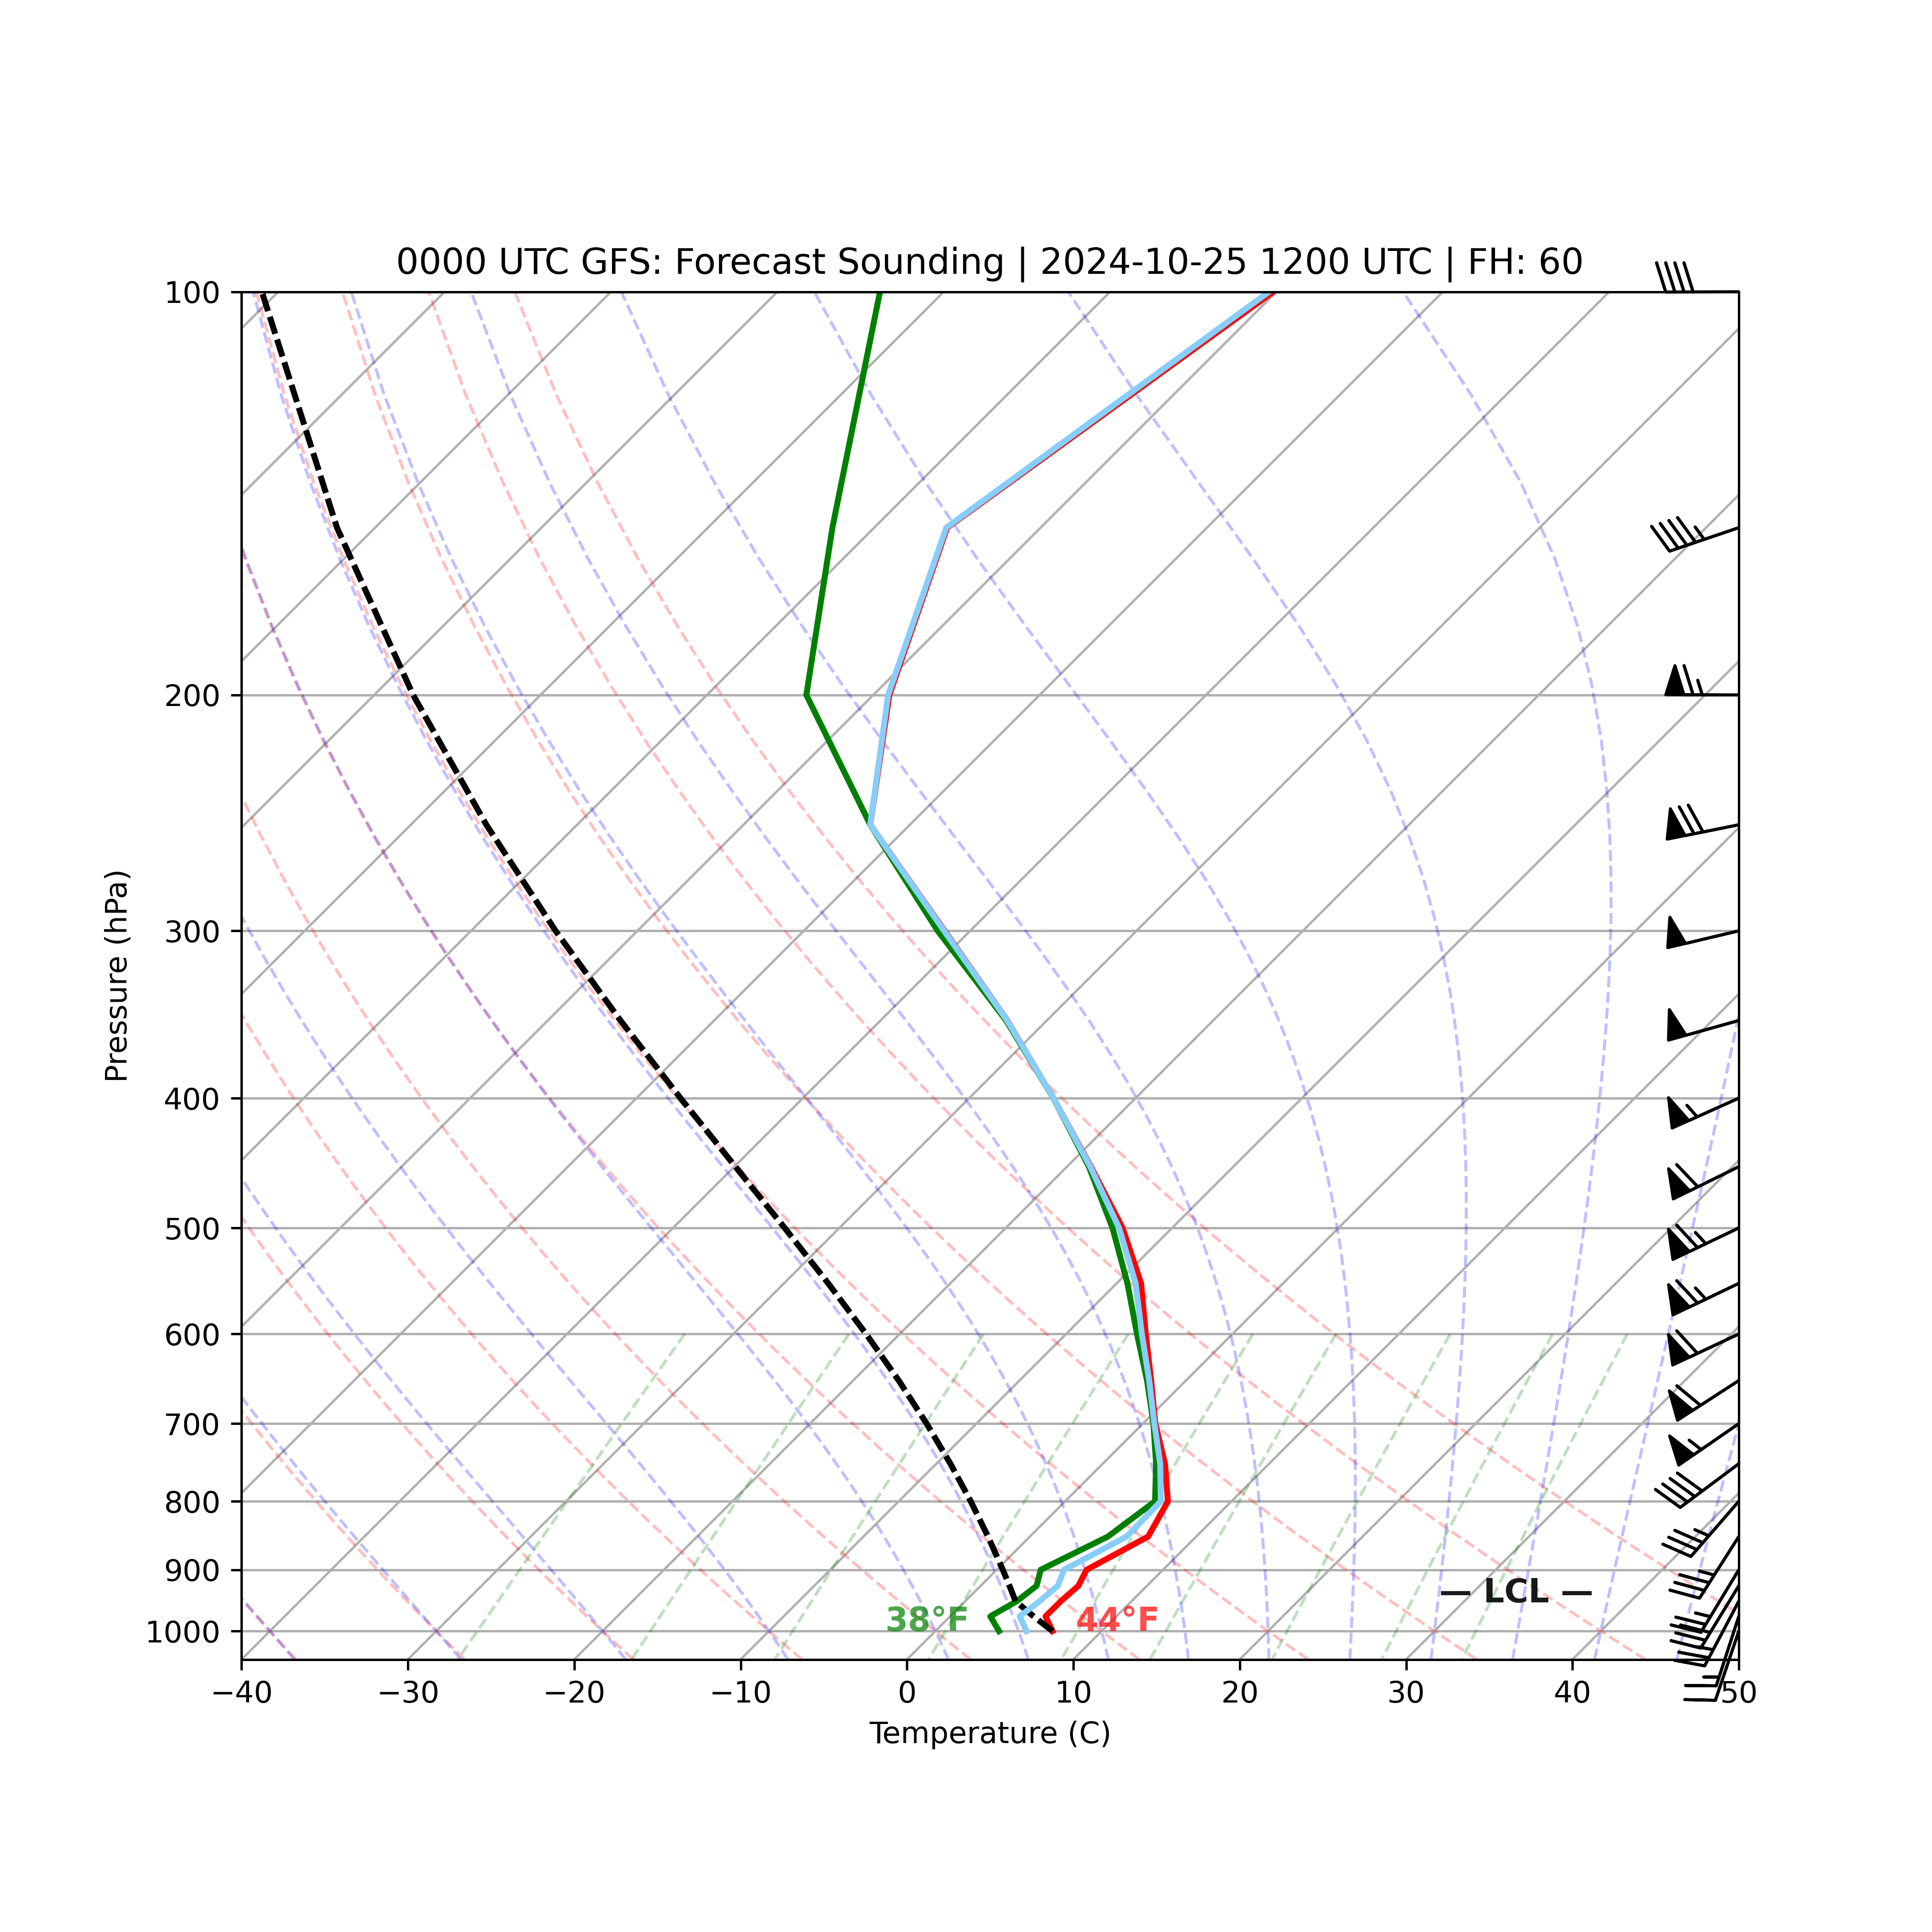 0000 UTC GFS: Forecast Sounding | 2024-10-25 1200 UTC | FH: 60
100
200
300
400
500
600
700
800
900
1000
Pressure (hPa)
— LCL —
38°F
44°F
−40 −30 −20 −10 0 10 20 30 40 50
Temperature (C)